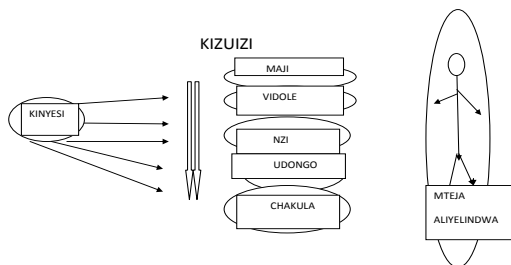 KIZUIZI
MAJI
VIDOLE
KINYESI
NZI
UDONGO
CHAKULA
MTEJA
ALIYELINDWA